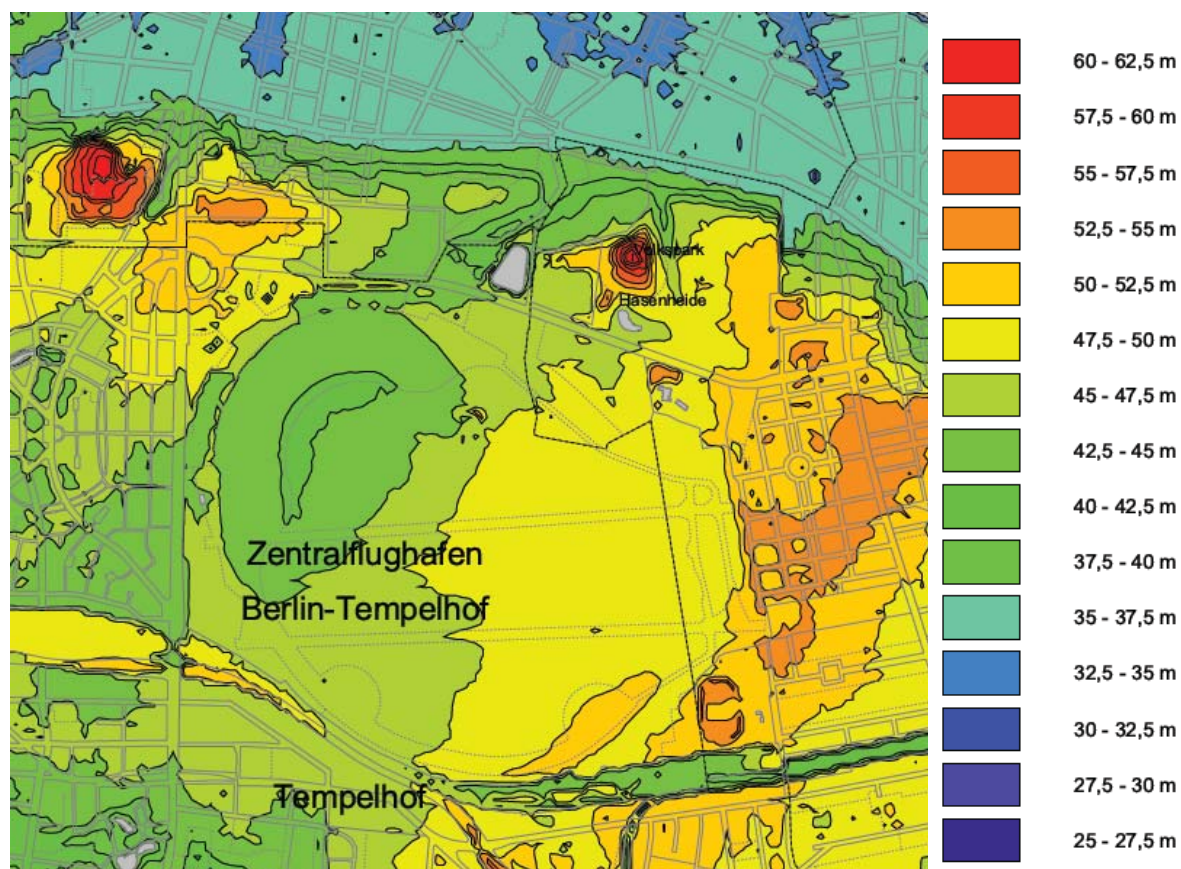 Volkspark
Hasenheide
Zentralflughafen
Berlin-Tempelhof
Tempelhof
60 - 62,5 m
57,5 - 60 m
55 - 57,5 m
52,5 - 55 m
50 - 52,5 m
47,5 - 50 m
45 - 47,5 m
42,5 - 45 m
40 - 42,5 m
37,5 - 40 m
35 - 37,5 m
32,5 - 35 m
30 - 32,5 m
27,5 - 30 m
25 - 27,5 m